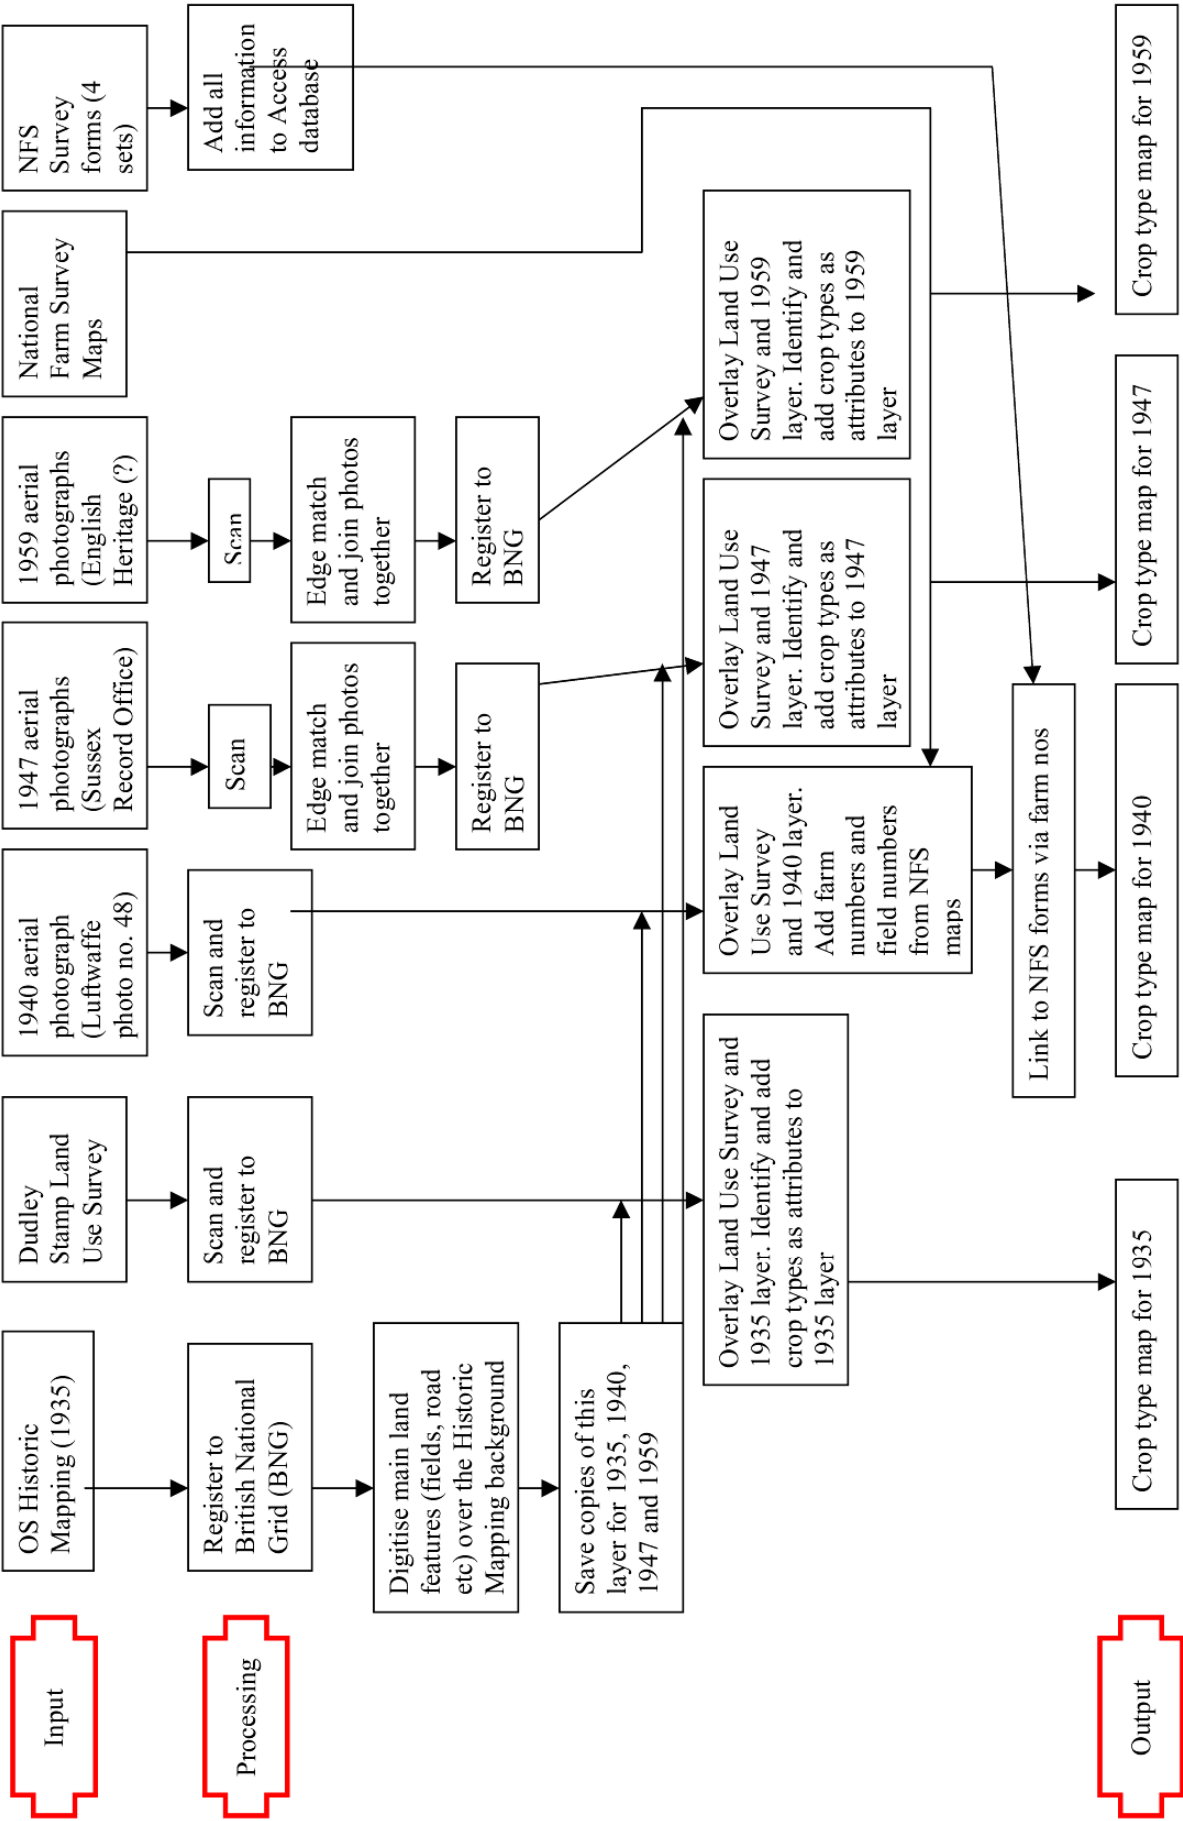 Input
OS Historic
Mapping (1935)
Dudley
Stamp Land
Use Survey
1940 aerial
photograph
(Luftwaffe
photo no. 48)
1947 aerial
photographs
(Sussex
Record Office)
1959 aerial
photographs
(English
Heritage (?)
National
Farm Survey
Maps
NFS
Survey
forms (4
sets)
Processing
Register to
British National
Grid (BNG)
Scan and
register to
BNG
Scan and
register to
BNG
Scan
Scan
Add all
information
to Access
database
Digitise main land
features (fields, road
etc) over the Historic
Mapping background
Edge match
and join photos
together
Edge match
and join photos
together
Save copies of this
layer for 1935, 1940,
1947 and 1959
Register to
BNG
Register to
BNG
Overlay Land Use Survey and
1935 layer. Identify and add
crop types as attributes to
1935 layer
Overlay Land
Use Survey
and 1940 layer.
Add farm
numbers and
field numbers
from NFS
maps
Overlay Land Use
Survey and 1947
layer. Identify and
add crop types as
attributes to 1947
layer
Overlay Land Use
Survey and 1959
layer. Identify and
add crop types as
attributes to 1959
layer
Link to NFS forms via farm nos
Output
Crop type map for 1935
Crop type map for 1940
Crop type map for 1947
Crop type map for 1959